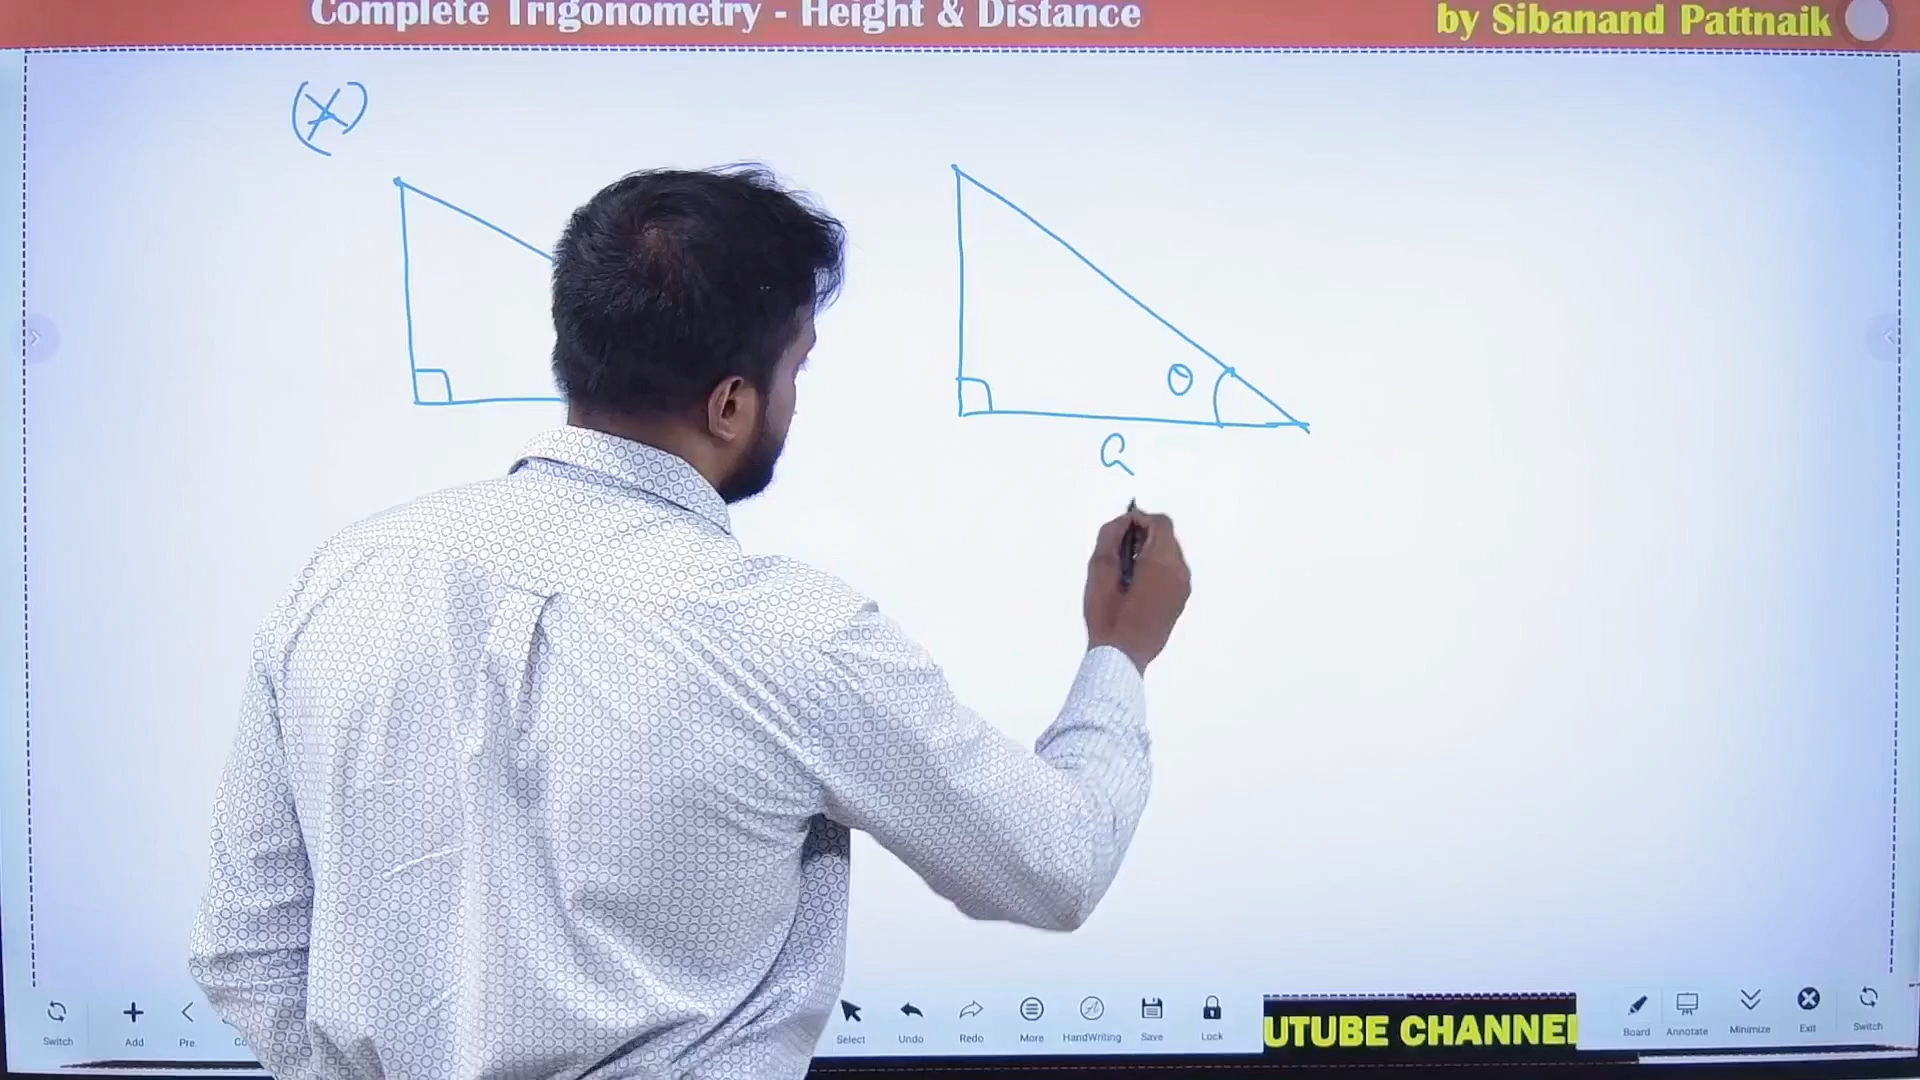 Complete Trigonometry - Height & Distance
by Sibanand Pattnaik
(X)
θ
a
Switch
Add
Pre.
Select
Undo
Redo
More
HandWriting
Save
Lock
UTUBE CHANNEL
Board
Annotate
Minimize
Exit
Switch